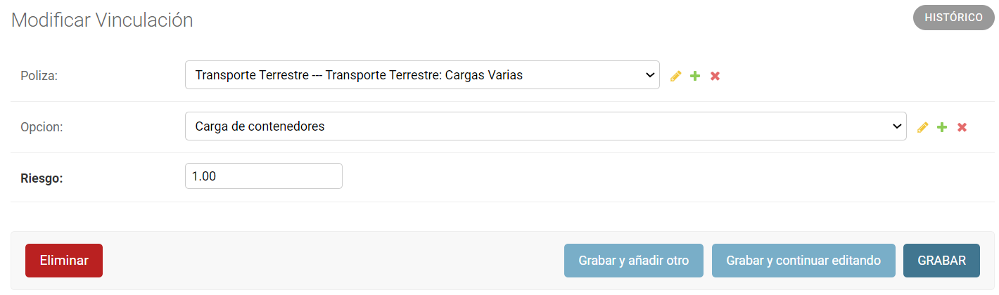 Modificar Vinculación
HISTÓRICO
Poliza:
Transporte Terrestre --- Transporte Terrestre: Cargas Varias
Opcion:
Carga de contenedores
Riesgo:
1.00
Eliminar
Grabar y añadir otro
Grabar y continuar editando
GRABAR